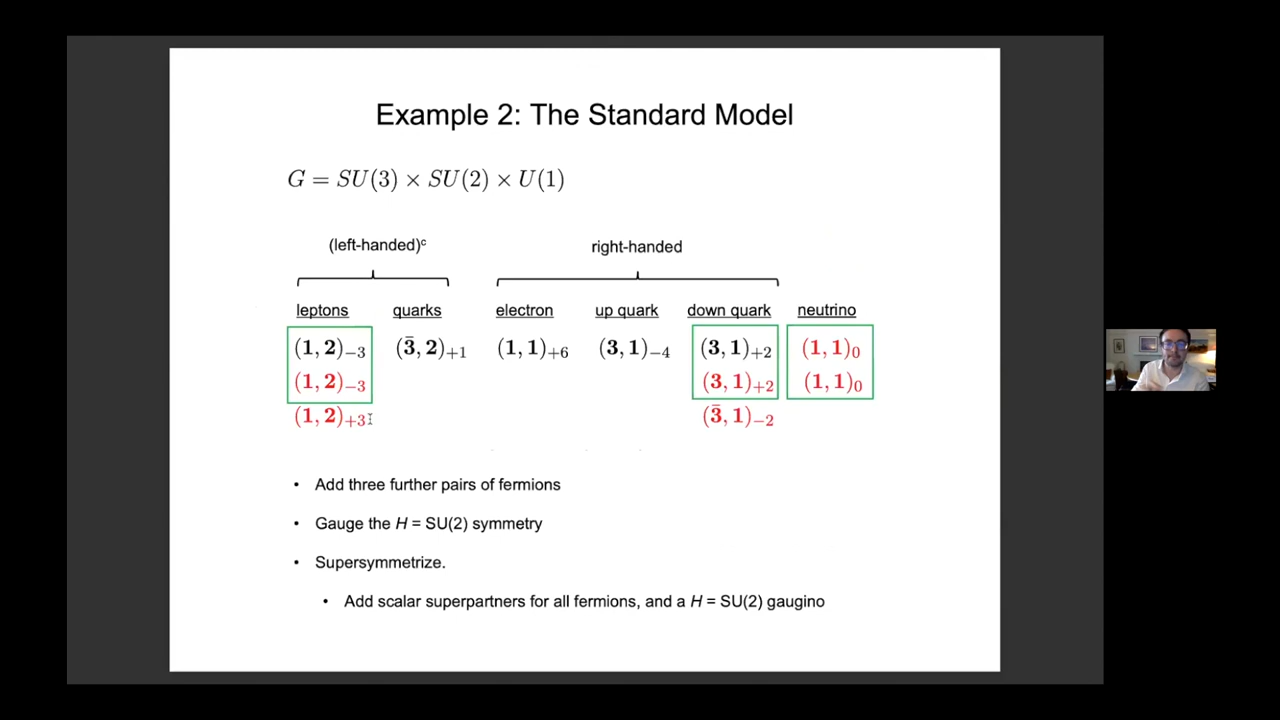 Example 2: The Standard Model
G = SU(3) × SU(2) × U(1)
(left-handed)ᶜ right-handed
leptons quarks electron up quark down quark neutrino
(1, 2)₋₃ (3̄, 2)₊₁ (1, 1)₊₆ (3, 1)₋₄ (3, 1)₊₂ (1, 1)₀
(1, 2)₋₃ (3, 1)₊₂ (1, 1)₀
(1, 2)₊₃ (3̄, 1)₋₂
• Add three further pairs of fermions
• Gauge the H = SU(2) symmetry
• Supersymmetrize.
• Add scalar superpartners for all fermions, and a H = SU(2) gaugino